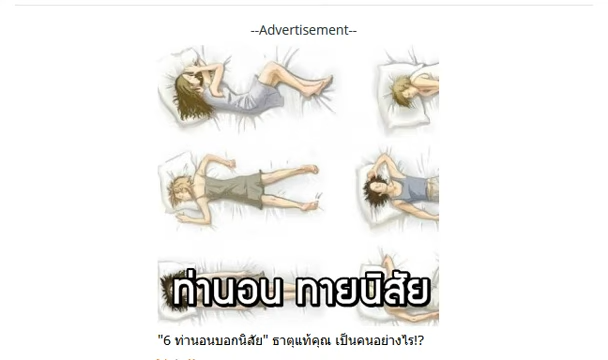 --Advertisement--
ท่านอน ทายนิสัย
"6 ท่านอนบอกนิสัย" ธาตุแท้คุณ เป็นคนอย่างไร!?